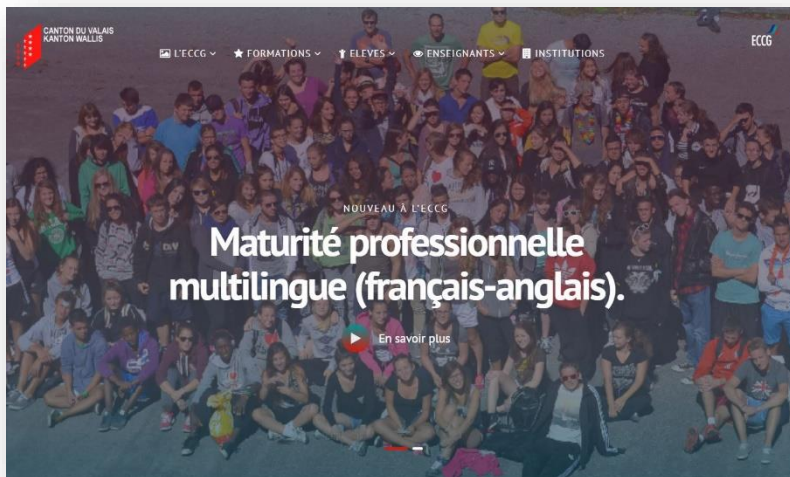 CANTON DU VALAIS
KANTON WALLIS
L'ECCG
FORMATIONS
ELEVES
ENSEIGNANTS
INSTITUTIONS
ECCG
NOUVEAU À L'ECCG
Maturité professionnelle
multilingue (français-anglais).
En savoir plus